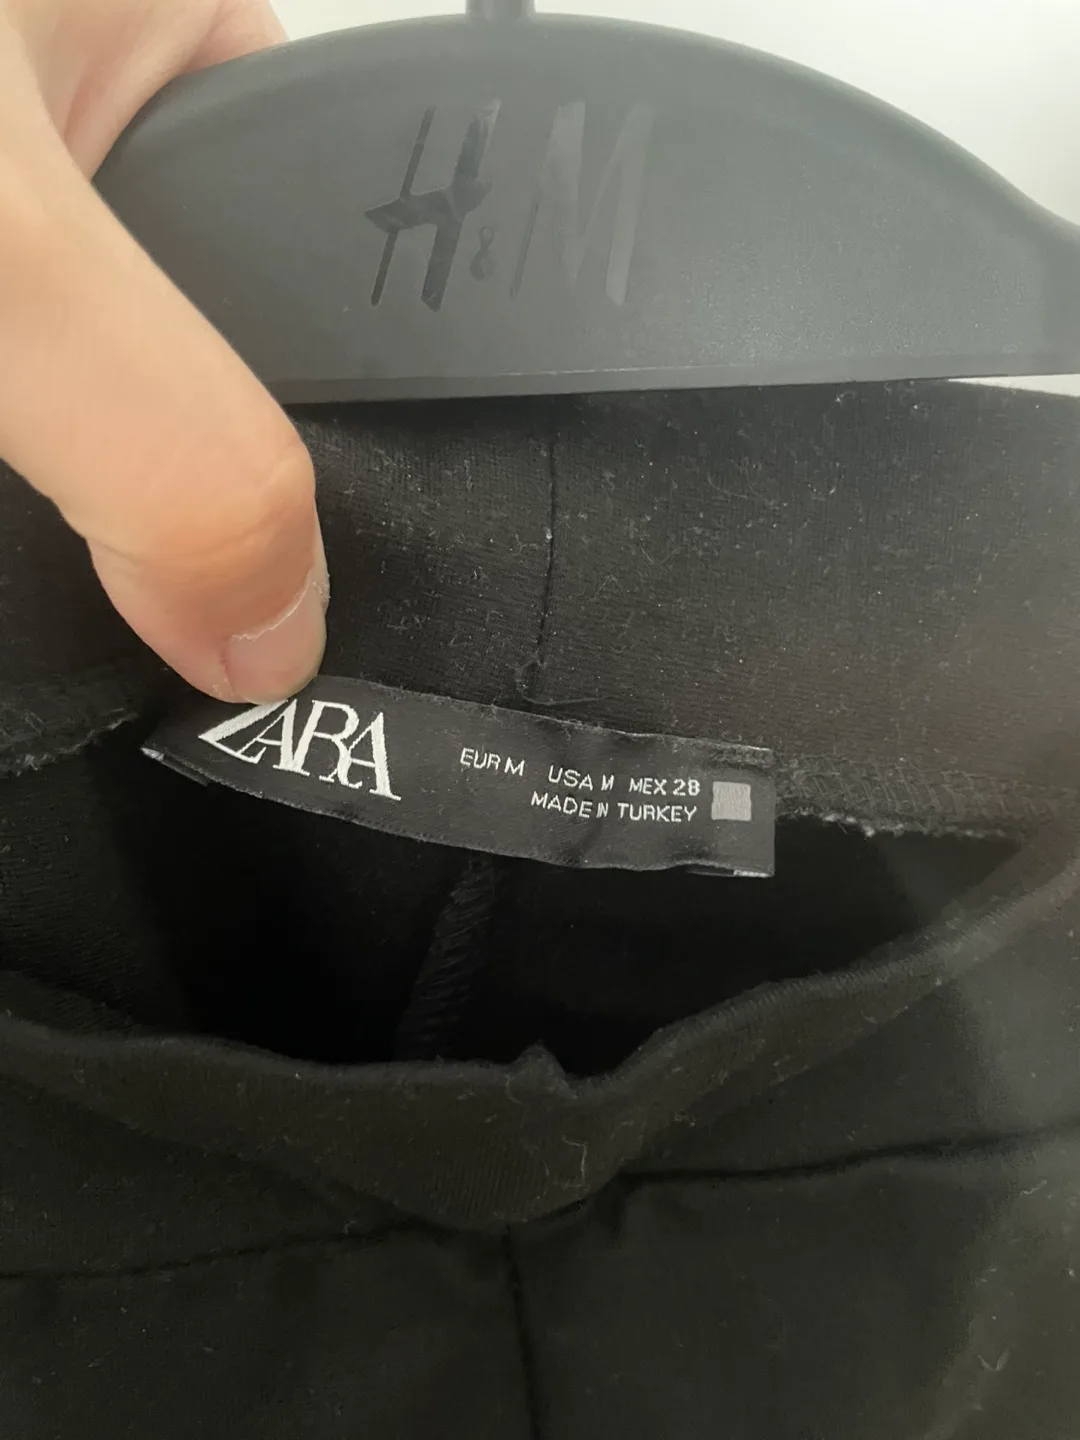 H&M
ZARA
EUR M USA M MEX 28
MADE IN TURKEY